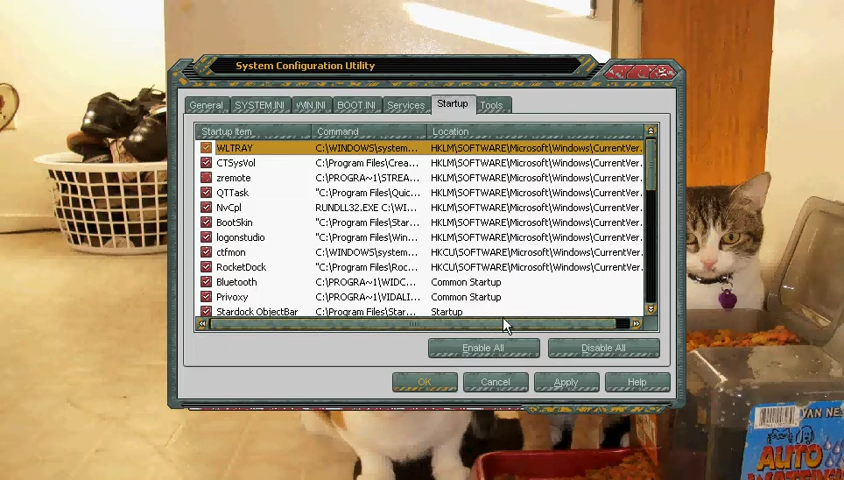 System Configuration Utility
General SYSTEM.INI WIN.INI BOOT.INI Services Startup Tools
Startup Item Command Location
WLTRAY C:\WINDOWS\system... HKLM\SOFTWARE\Microsoft\Windows\CurrentVer.
CTSysVol C:\Program Files\Crea... HKLM\SOFTWARE\Microsoft\Windows\CurrentVer.
zremote C:\PROGRA~1\STREA... HKLM\SOFTWARE\Microsoft\Windows\CurrentVer.
QTTask "C:\Program Files\Quic... HKLM\SOFTWARE\Microsoft\Windows\CurrentVer.
NvCpl RUNDLL32.EXE C:\WI... HKLM\SOFTWARE\Microsoft\Windows\CurrentVer.
BootSkin "C:\Program Files\Star... HKLM\SOFTWARE\Microsoft\Windows\CurrentVer.
logonstudio "C:\Program Files\Win... HKLM\SOFTWARE\Microsoft\Windows\CurrentVer.
ctfmon C:\WINDOWS\system... HKCU\SOFTWARE\Microsoft\Windows\CurrentVer.
RocketDock "C:\Program Files\Roc... HKCU\SOFTWARE\Microsoft\Windows\CurrentVer.
Bluetooth C:\PROGRA~1\WIDC... Common Startup
Privoxy C:\PROGRA~1\VIDALI... Common Startup
Stardock ObjectBar C:\Program Files\Star... Startup
Enable All Disable All
OK Cancel Apply Help
VAN NE
AUTO